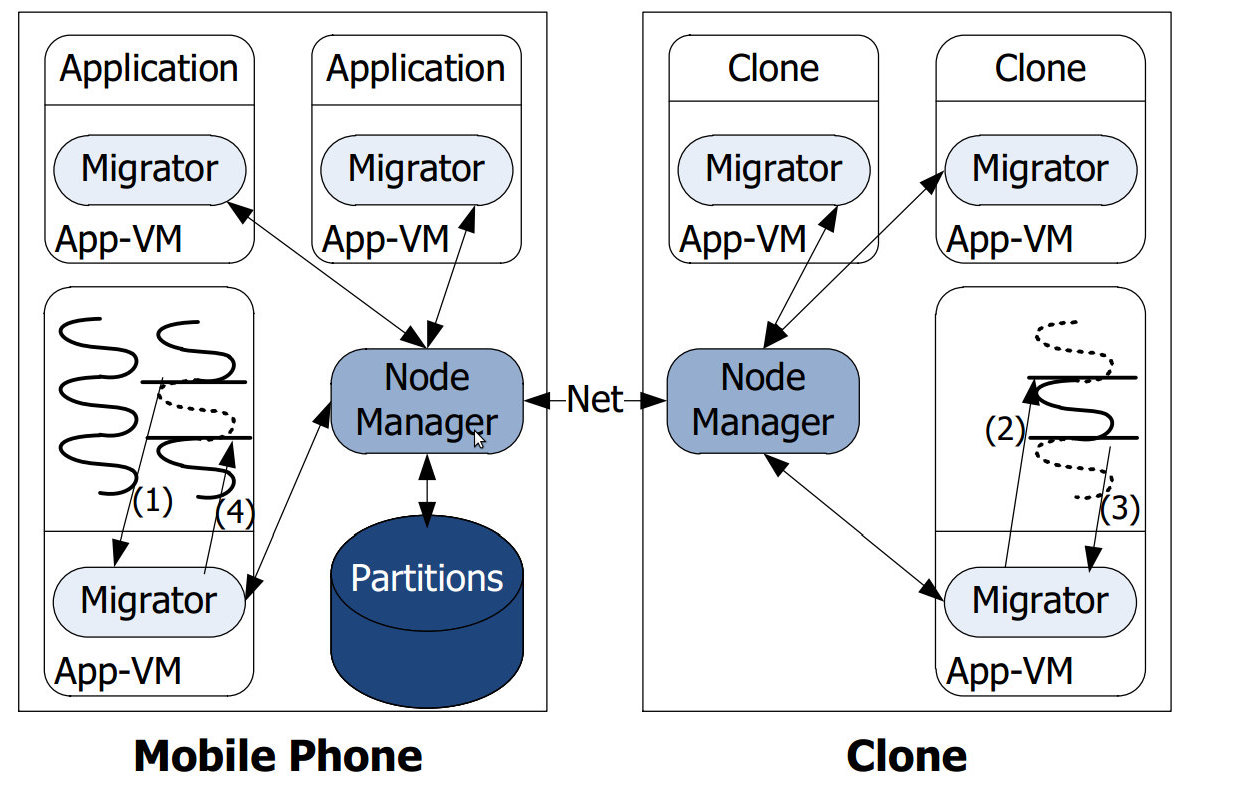 Application
Application
Clone
Clone
Migrator
Migrator
Migrator
Migrator
App-VM
App-VM
App-VM
App-VM
Node
Manager
Net
Node
Manager
(1)
(4)
(2)
(3)
Partitions
Migrator
Migrator
App-VM
App-VM
Mobile Phone
Clone